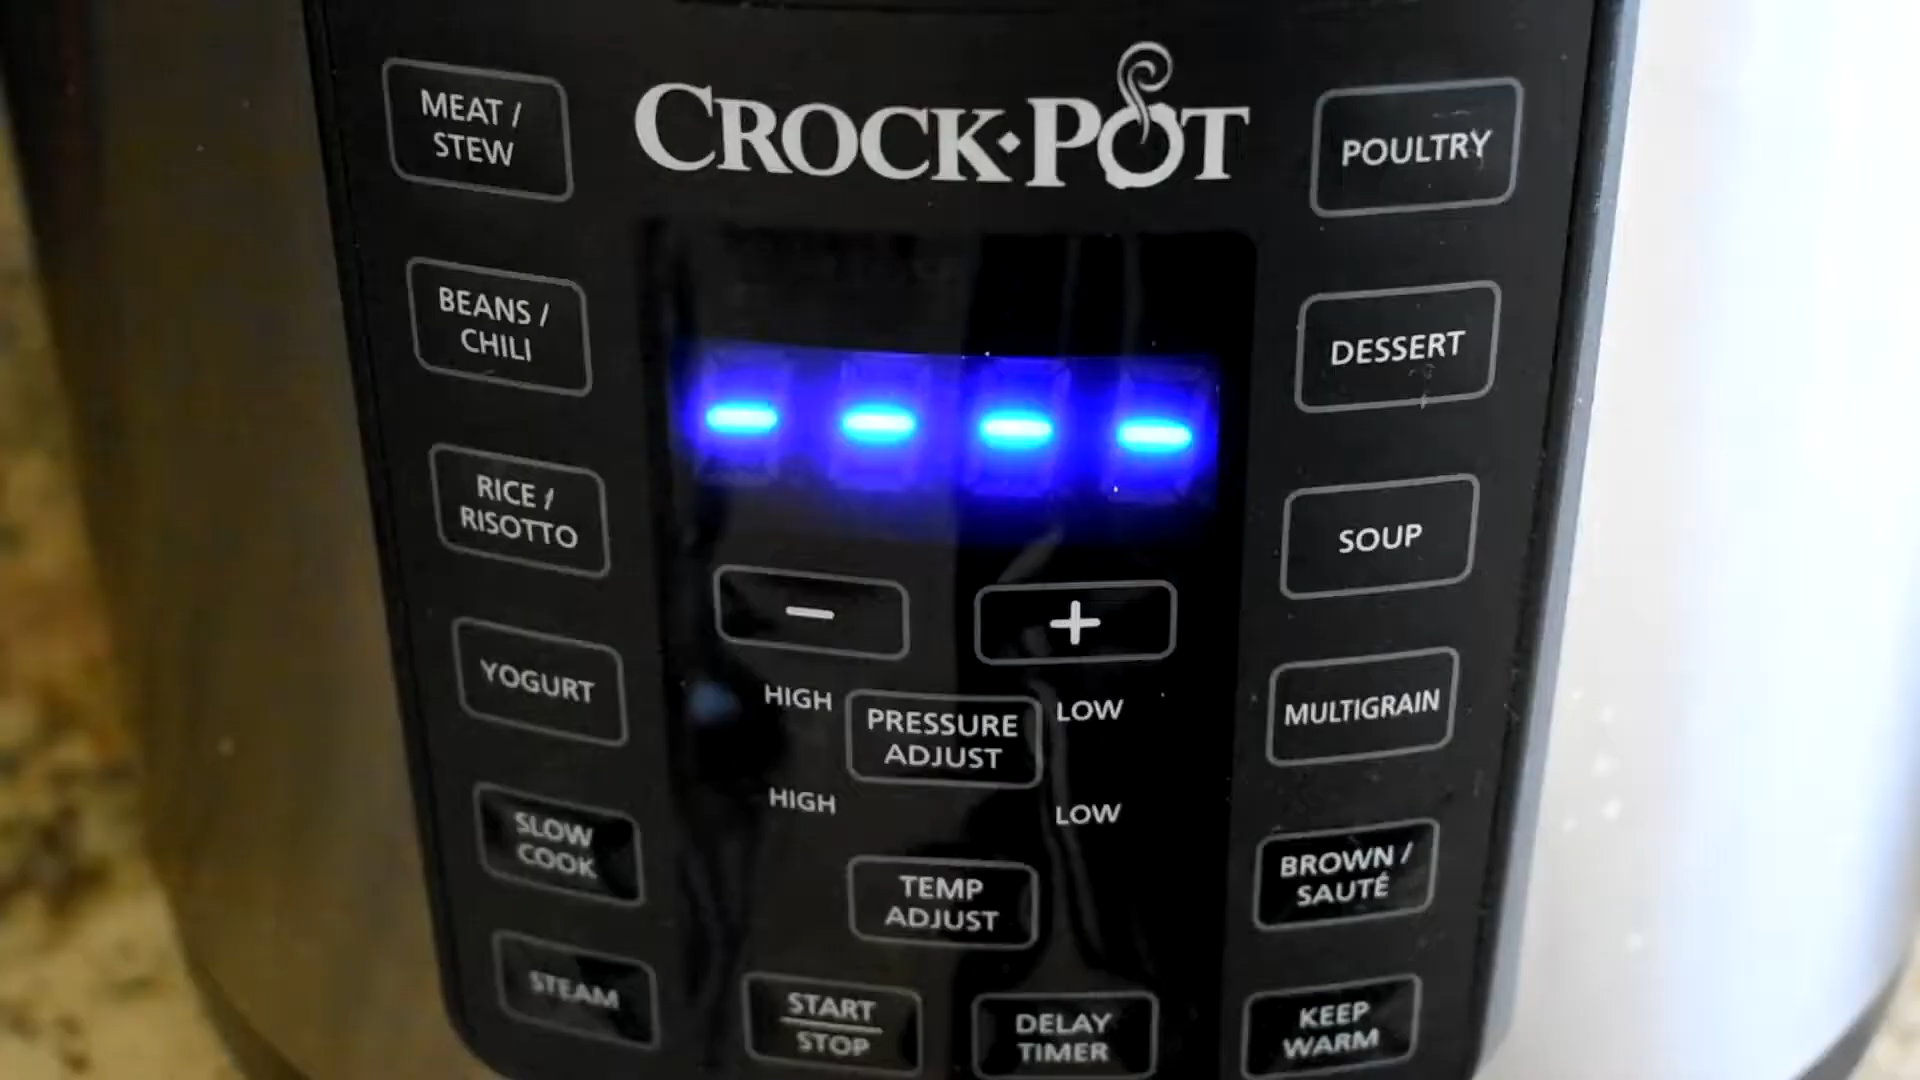 CROCK·POT
MEAT /
STEW
POULTRY
BEANS /
CHILI
DESSERT
- - - -
RICE /
RISOTTO
SOUP
−
+
YOGURT
HIGH
PRESSURE
ADJUST
LOW
MULTIGRAIN
HIGH
LOW
SLOW
COOK
TEMP
ADJUST
BROWN /
SAUTÉ
STEAM
START
STOP
DELAY
TIMER
KEEP
WARM